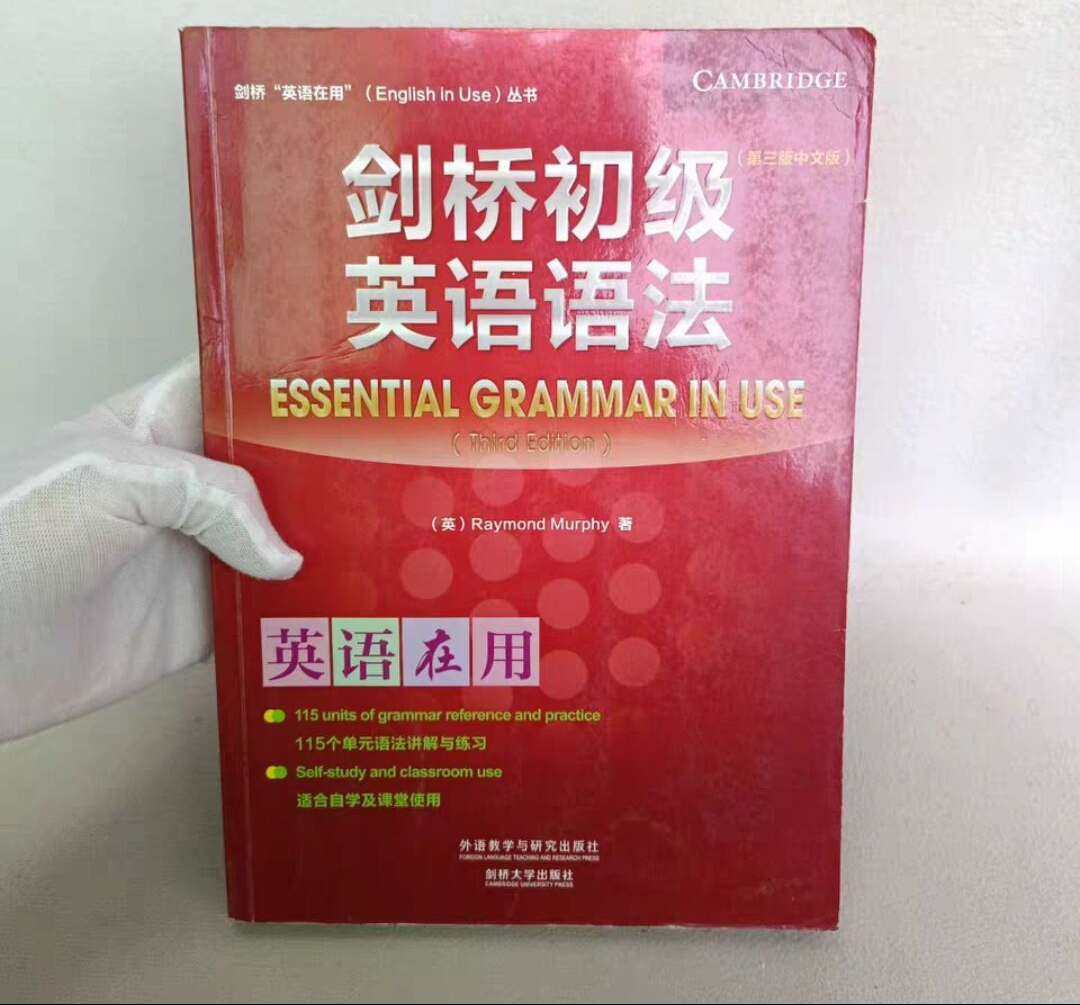 剑桥“英语在用”（English in Use）丛书
CAMBRIDGE
（第三版中文版）
剑桥初级
英语语法
ESSENTIAL GRAMMAR IN USE
（Third Edition）
（英）Raymond Murphy 著
英语在用
115 units of grammar reference and practice
115个单元语法讲解与练习
Self-study and classroom use
适合自学及课堂使用
外语教学与研究出版社
FOREIGN LANGUAGE TEACHING AND RESEARCH PRESS
剑桥大学出版社
CAMBRIDGE UNIVERSITY PRESS